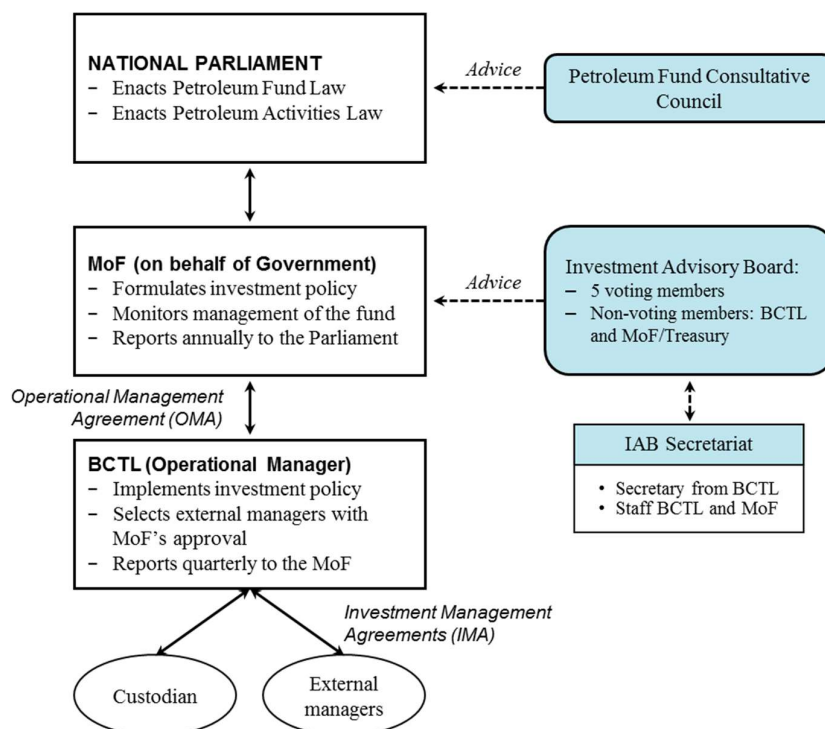 NATIONAL PARLIAMENT
– Enacts Petroleum Fund Law
– Enacts Petroleum Activities Law
Advice
Petroleum Fund Consultative
Council
MoF (on behalf of Government)
– Formulates investment policy
– Monitors management of the fund
– Reports annually to the Parliament
Advice
Investment Advisory Board:
– 5 voting members
– Non-voting members: BCTL
and MoF/Treasury
Operational Management
Agreement (OMA)
BCTL (Operational Manager)
– Implements investment policy
– Selects external managers with
MoF's approval
– Reports quarterly to the MoF
IAB Secretariat
• Secretary from BCTL
• Staff BCTL and MoF
Investment Management
Agreements (IMA)
Custodian
External
managers